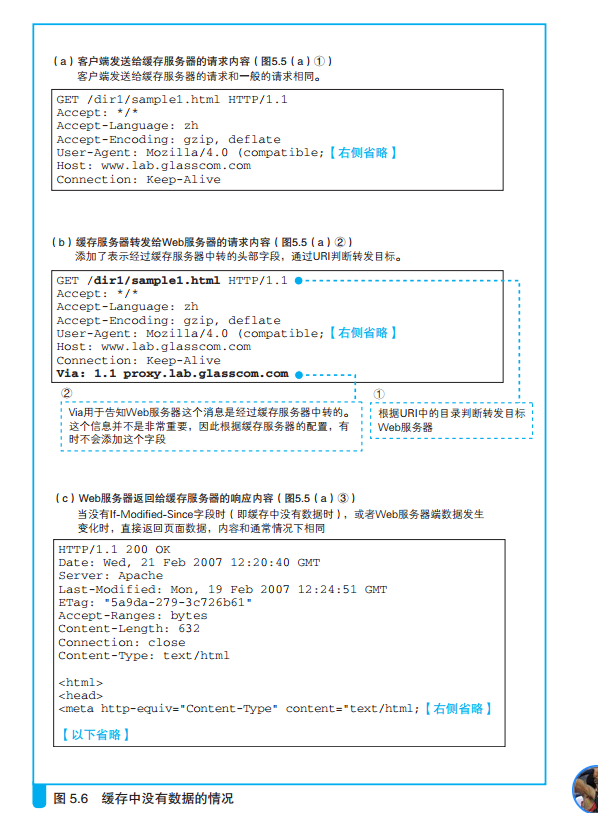 （a）客户端发送给缓存服务器的请求内容（图5.5（a）①）
客户端发送给缓存服务器的请求和一般的请求相同。
GET /dir1/sample1.html HTTP/1.1
Accept: */*
Accept-Language: zh
Accept-Encoding: gzip, deflate
User-Agent: Mozilla/4.0 (compatible;【右侧省略】
Host: www.lab.glasscom.com
Connection: Keep-Alive
（b）缓存服务器转发给Web服务器的请求内容（图5.5（a）②）
添加了表示经过缓存服务器中转的头部字段，通过URI判断转发目标。
GET /dir1/sample1.html HTTP/1.1
Accept: */*
Accept-Language: zh
Accept-Encoding: gzip, deflate
User-Agent: Mozilla/4.0 (compatible;【右侧省略】
Host: www.lab.glasscom.com
Connection: Keep-Alive
Via: 1.1 proxy.lab.glasscom.com
②
Via用于告知Web服务器这个消息是经过缓存服务器中转的。
这个信息并不是非常重要，因此根据缓存服务器的配置，有
时不会添加这个字段
①
根据URI中的目录判断转发目标
Web服务器
（c）Web服务器返回给缓存服务器的响应内容（图5.5（a）③）
当没有If-Modified-Since字段时（即缓存中没有数据时），或者Web服务器端数据发生
变化时，直接返回页面数据，内容和通常情况下相同
HTTP/1.1 200 OK
Date: Wed, 21 Feb 2007 12:20:40 GMT
Server: Apache
Last-Modified: Mon, 19 Feb 2007 12:24:51 GMT
ETag: "5a9da-279-3c726b61"
Accept-Ranges: bytes
Content-Length: 632
Connection: close
Content-Type: text/html
<html>
<head>
<meta http-equiv="Content-Type" content="text/html;【右侧省略】
【以下省略】
图 5.6 缓存中没有数据的情况